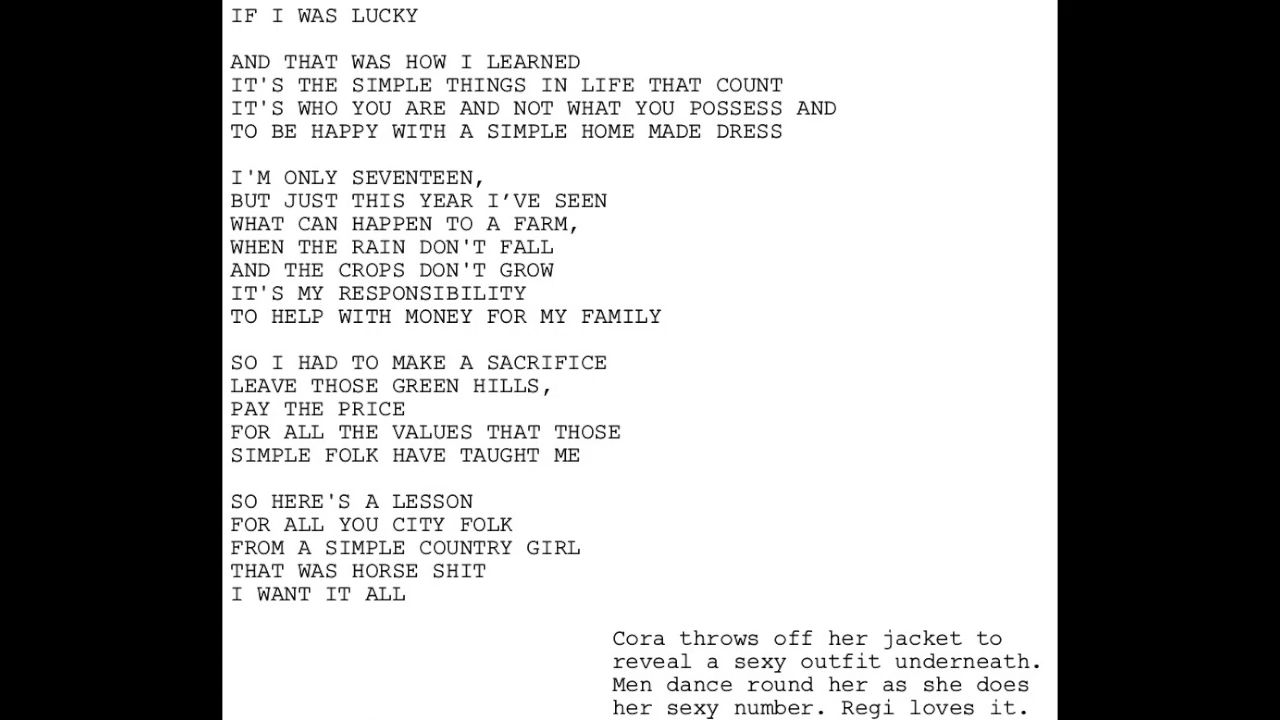 IF I WAS LUCKY
AND THAT WAS HOW I LEARNED
IT'S THE SIMPLE THINGS IN LIFE THAT COUNT
IT'S WHO YOU ARE AND NOT WHAT YOU POSSESS AND
TO BE HAPPY WITH A SIMPLE HOME MADE DRESS
I'M ONLY SEVENTEEN,
BUT JUST THIS YEAR I’VE SEEN
WHAT CAN HAPPEN TO A FARM,
WHEN THE RAIN DON'T FALL
AND THE CROPS DON'T GROW
IT'S MY RESPONSIBILITY
TO HELP WITH MONEY FOR MY FAMILY
SO I HAD TO MAKE A SACRIFICE
LEAVE THOSE GREEN HILLS,
PAY THE PRICE
FOR ALL THE VALUES THAT THOSE
SIMPLE FOLK HAVE TAUGHT ME
SO HERE'S A LESSON
FOR ALL YOU CITY FOLK
FROM A SIMPLE COUNTRY GIRL
THAT WAS HORSE SHIT
I WANT IT ALL
Cora throws off her jacket to
reveal a sexy outfit underneath.
Men dance round her as she does
her sexy number. Regi loves it.